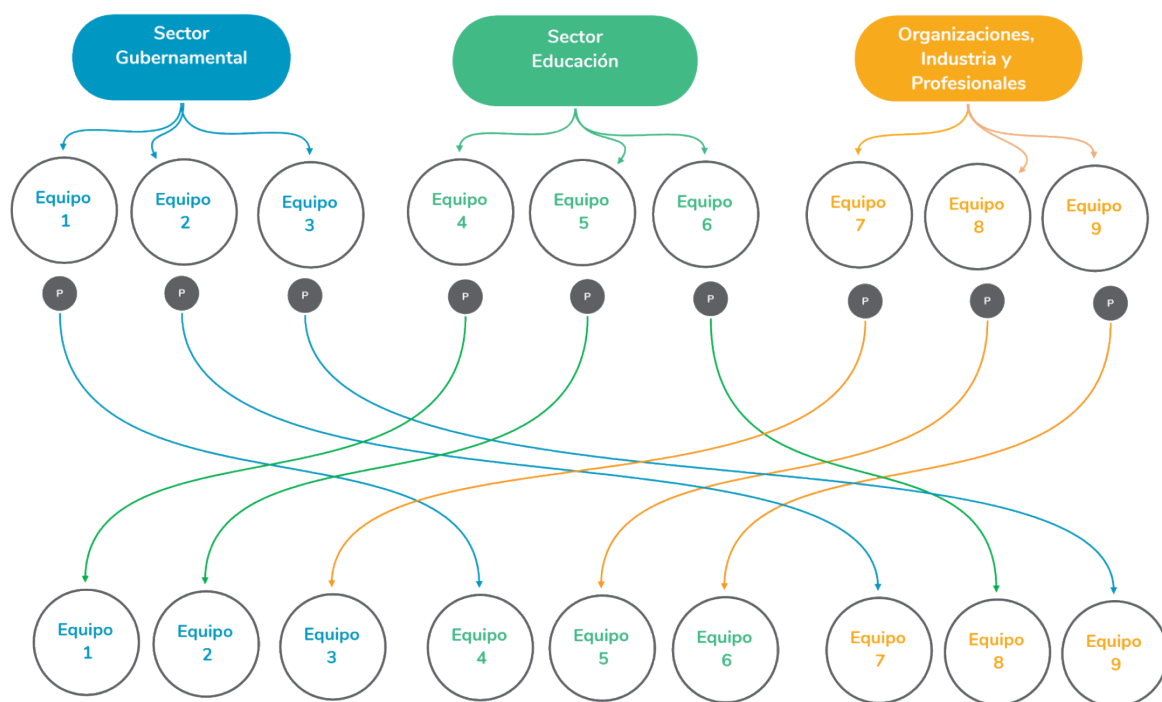 Sector
Gubernamental
Sector
Educación
Organizaciones,
Industria y
Profesionales
Equipo
1
Equipo
2
Equipo
3
Equipo
4
Equipo
5
Equipo
6
Equipo
7
Equipo
8
Equipo
9
P
P
P
P
P
P
P
P
P
Equipo
1
Equipo
2
Equipo
3
Equipo
4
Equipo
5
Equipo
6
Equipo
7
Equipo
8
Equipo
9